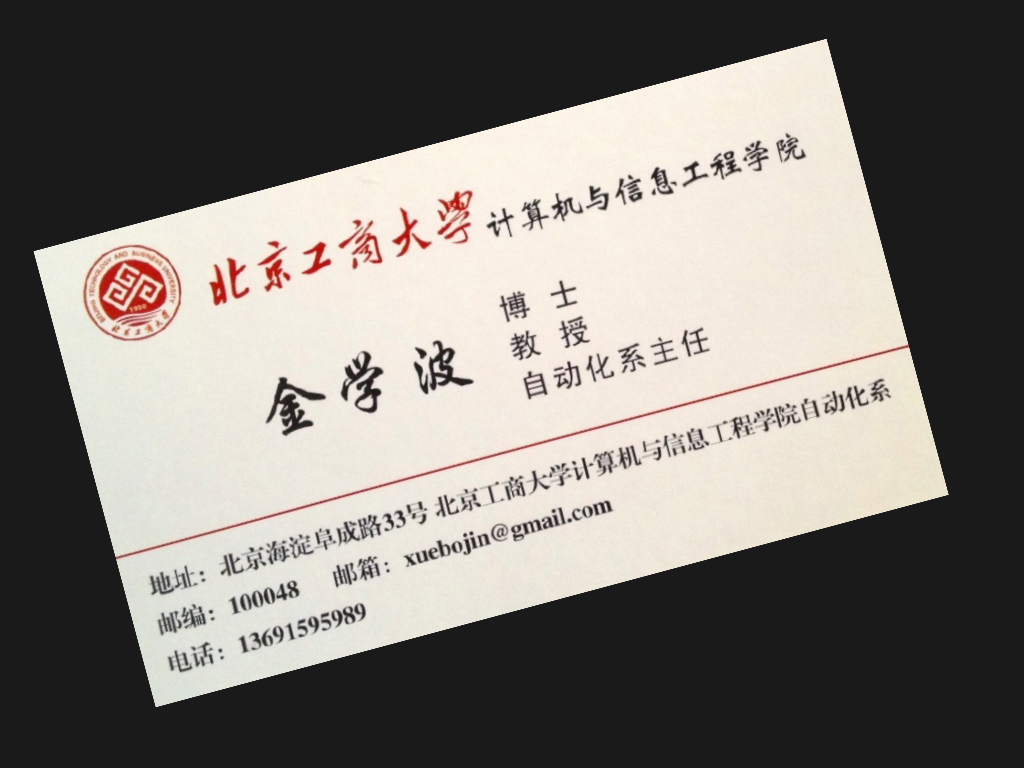 北京工商大學 计算机与信息工程学院
BEIJING TECHNOLOGY AND BUSINESS UNIVERSITY
1950
北京工商大学
金学波
博士
教授
自动化系主任
地址：北京海淀阜成路33号 北京工商大学计算机与信息工程学院自动化系
邮编：100048 邮箱：xuebojin@gmail.com
电话：13691595989